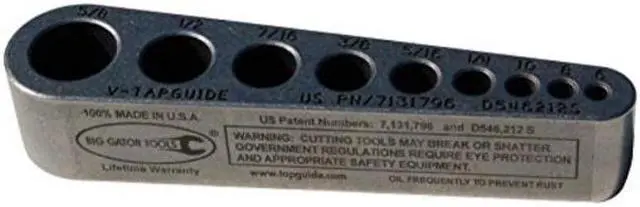 5/8 1/2 7/16 3/8 5/16 1/4 10 8 6
V-TAPGUIDE US PN/7131796 D546212S
100% MADE IN U.S.A.
BIG GATOR TOOLS
Lifetime Warranty
US Patent Numbers: 7,131,796 and D546,212 S
WARNING: CUTTING TOOLS MAY BREAK OR SHATTER
GOVERNMENT REGULATIONS REQUIRE EYE PROTECTION
AND APPROPRIATE SAFETY EQUIPMENT.
www.tapguide.com OIL FREQUENTLY TO PREVENT RUST